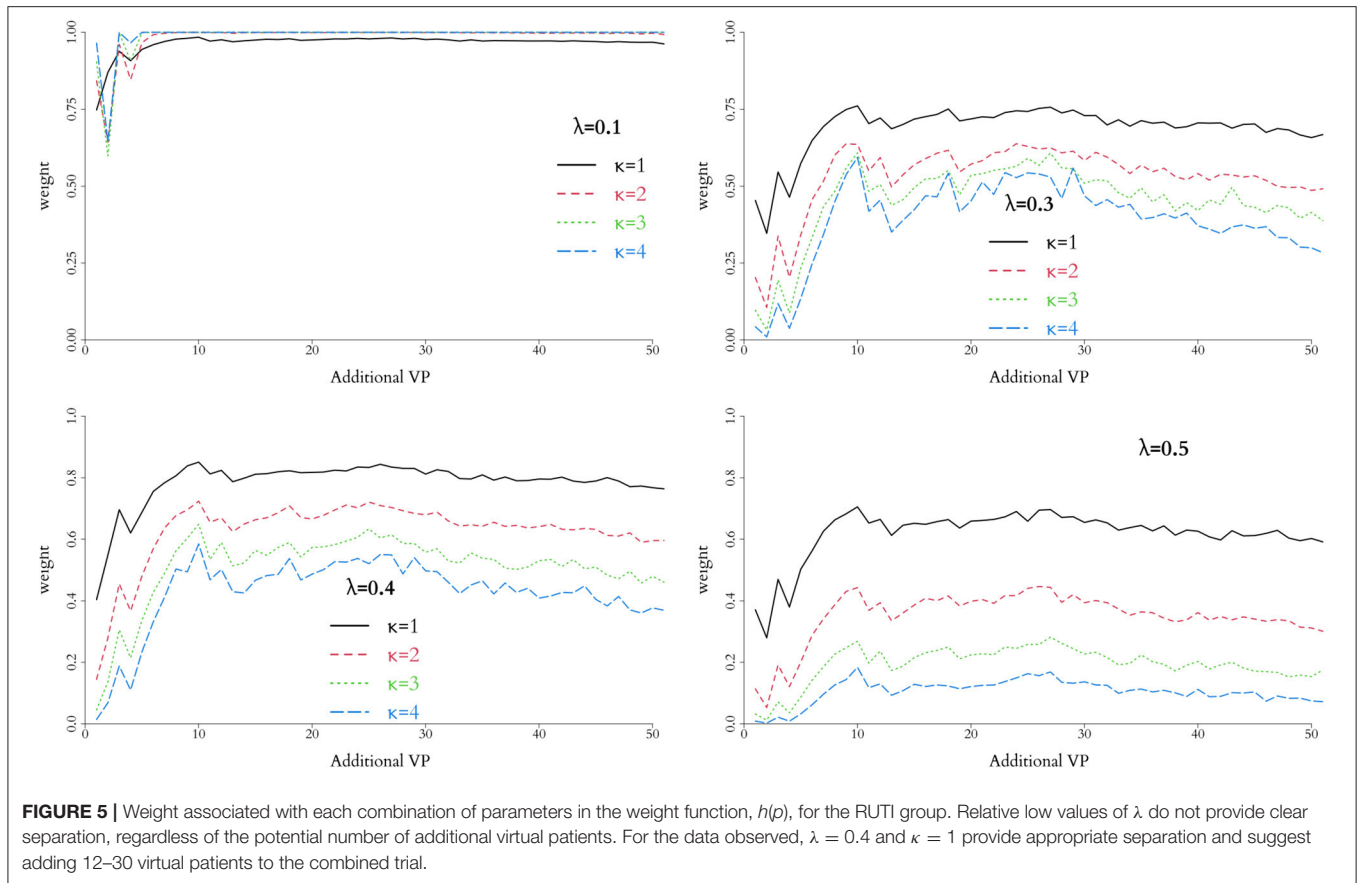 1.00
0.75
0.50
0.25
0.00
weight
λ=0.1
κ=1
κ=2
κ=3
κ=4
0 10 20 30 40 50
Additional VP
1.00
0.75
0.50
0.25
0.00
weight
λ=0.3
κ=1
κ=2
κ=3
κ=4
0 10 20 30 40 50
Additional VP
1.0
0.8
0.6
0.4
0.2
0.0
weight
λ=0.4
κ=1
κ=2
κ=3
κ=4
0 10 20 30 40 50
Additional VP
1.0
0.8
0.6
0.4
0.2
0.0
weight
λ=0.5
0 10 20 30 40 50
Additional VP
FIGURE 5 | Weight associated with each combination of parameters in the weight function, h(p), for the RUTI group. Relative low values of λ do not provide clear
separation, regardless of the potential number of additional virtual patients. For the data observed, λ = 0.4 and κ = 1 provide appropriate separation and suggest
adding 12–30 virtual patients to the combined trial.